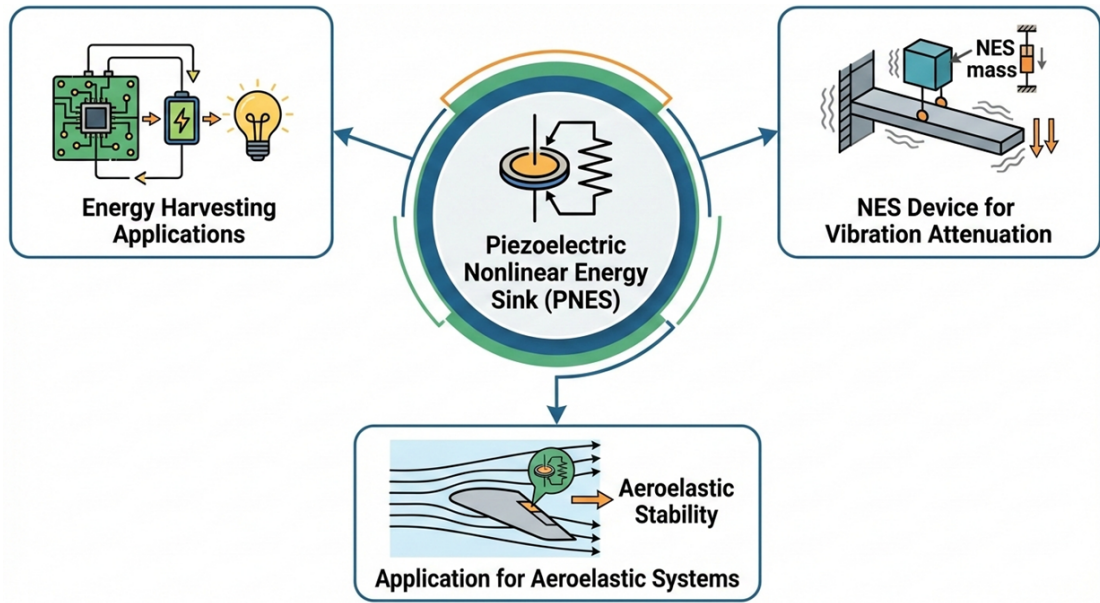 Energy Harvesting
Applications
Piezoelectric
Nonlinear Energy
Sink (PNES)
NES
mass
NES Device for
Vibration Attenuation
Aeroelastic
Stability
Application for Aeroelastic Systems